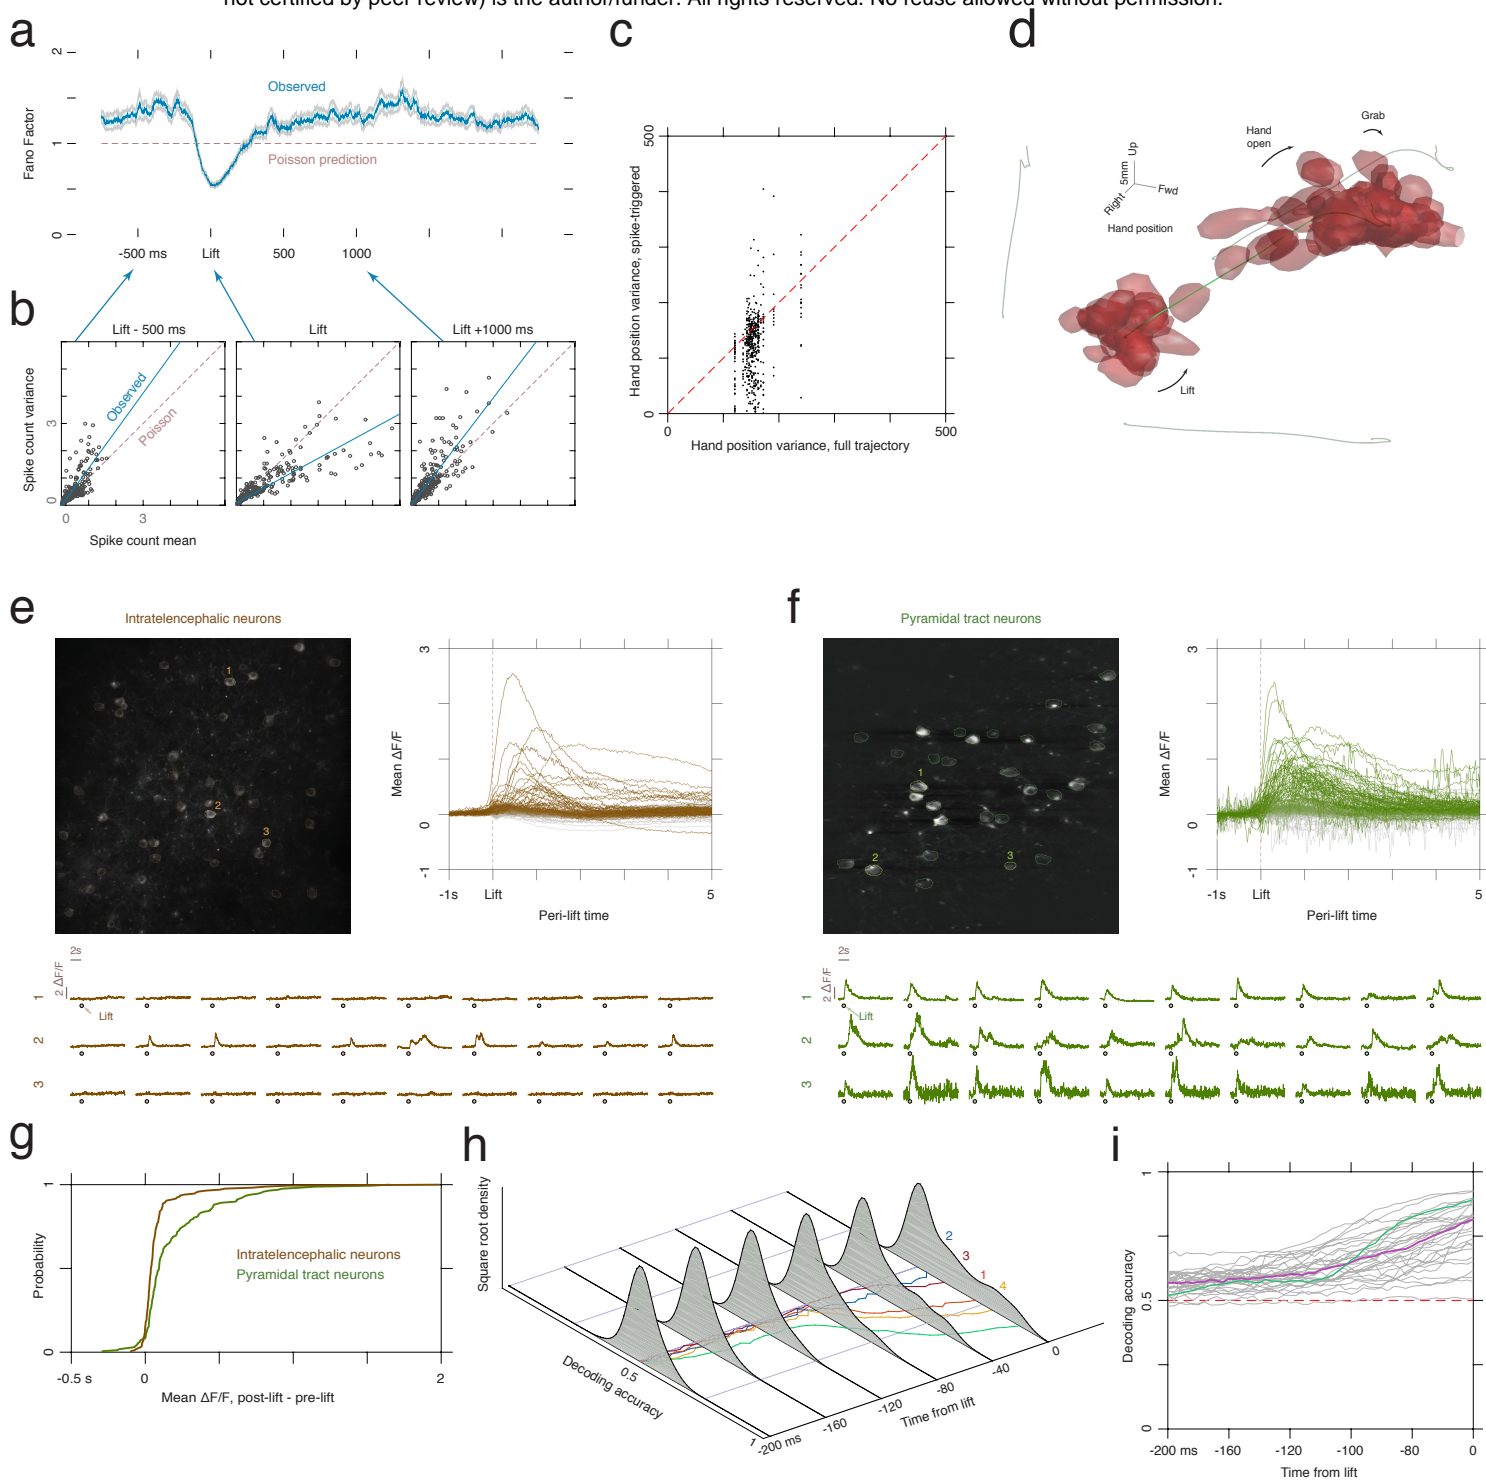 not certified by peer review) is the author/funder. All rights reserved. No reuse allowed without permission.
a
2
1
0
Fano Factor
Observed
Poisson prediction
-500 ms
Lift
500
1000
b
Lift - 500 ms
Lift
Lift +1000 ms
Spike count variance
3
0
Observed
Poisson
0
3
Spike count mean
c
500
0
Hand position variance, spike-triggered
0
500
Hand position variance, full trajectory
d
Grab
Hand
open
Up
5mm
Fwd
Right
Hand position
Lift
e
Intratelencephalic neurons
1
2
3
3
0
-1
Mean ΔF/F
-1s
Lift
5
Peri-lift time
2s
2 ΔF/F
1
Lift
2
3
f
Pyramidal tract neurons
1
2
3
3
0
-1
Mean ΔF/F
-1s
Lift
5
Peri-lift time
2s
2 ΔF/F
1
Lift
2
3
g
1
0
Probability
Intratelencephalic neurons
Pyramidal tract neurons
-0.5 s
0
2
Mean ΔF/F, post-lift - pre-lift
h
Square root density
2
3
1
4
0.5
1
Decoding accuracy
-200 ms
-160
-120
-80
-40
0
Time from lift
i
1
0.5
0
Decoding accuracy
-200 ms
-160
-120
-100
-80
0
Time from lift